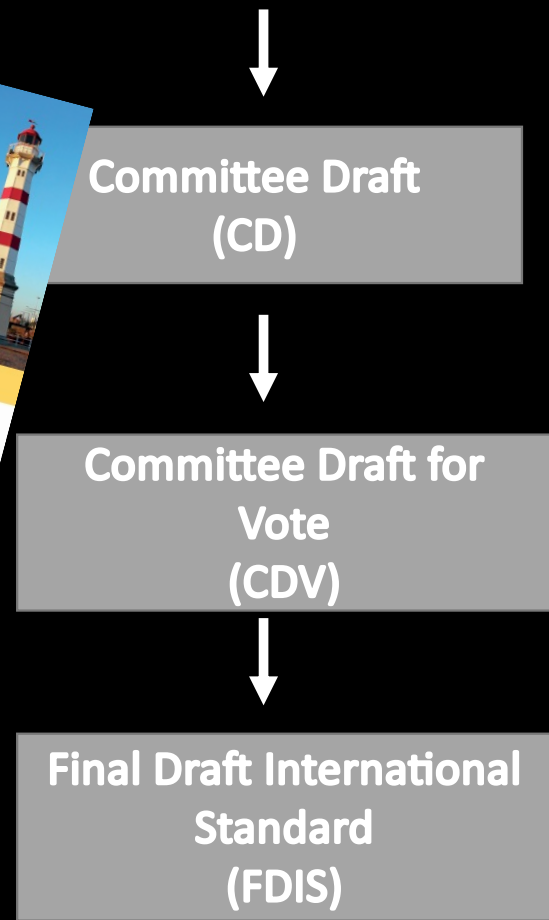 Committee Draft
(CD)
Committee Draft for
Vote
(CDV)
Final Draft International
Standard
(FDIS)